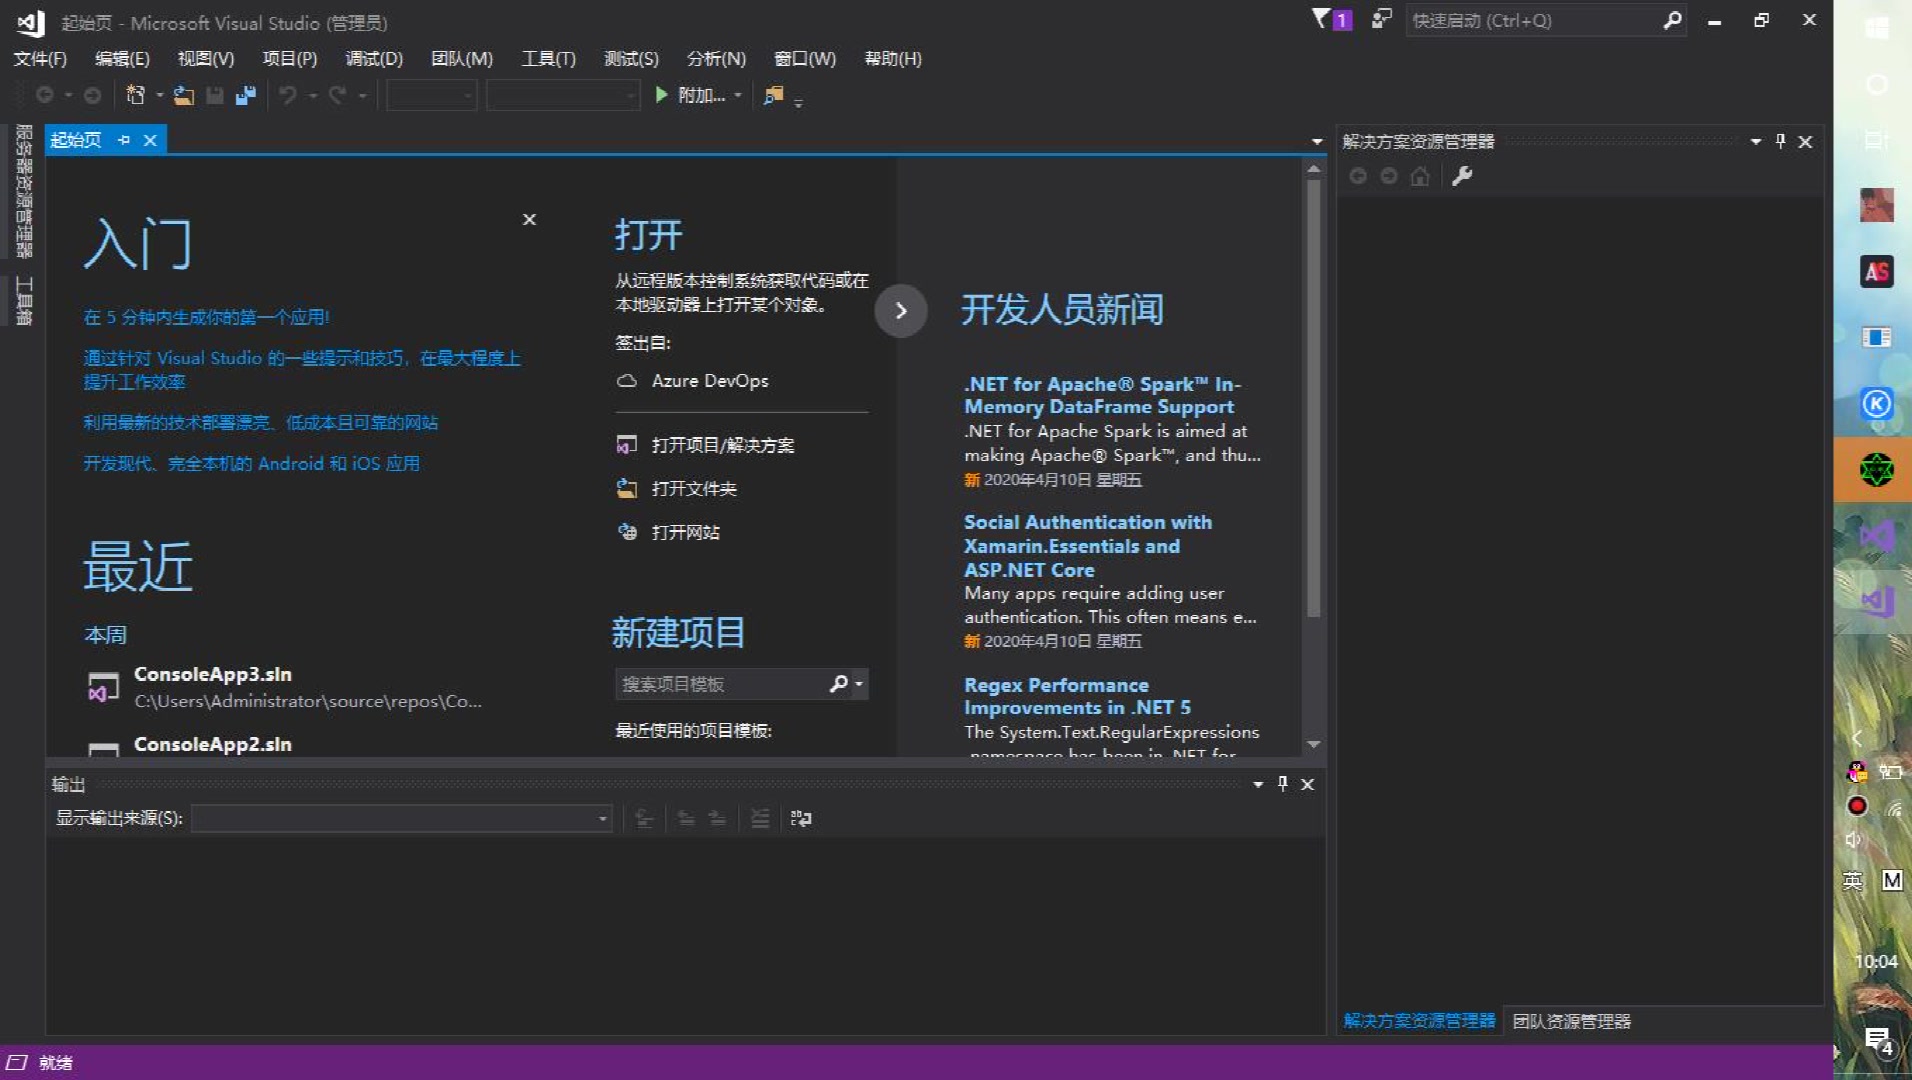 起始页 - Microsoft Visual Studio (管理员)
1
快速启动 (Ctrl+Q)
文件(F) 编辑(E) 视图(V) 项目(P) 调试(D) 团队(M) 工具(T) 测试(S) 分析(N) 窗口(W) 帮助(H)
附加...
服务器资源管理器
工具箱
起始页
入门
在 5 分钟内生成你的第一个应用!
通过针对 Visual Studio 的一些提示和技巧，在最大程度上
提升工作效率
利用最新的技术部署漂亮、低成本且可靠的网站
开发现代、完全本机的 Android 和 iOS 应用
最近
本周
ConsoleApp3.sln
C:\Users\Administrator\source\repos\Co...
ConsoleApp2.sln
打开
从远程版本控制系统获取代码或在
本地驱动器上打开某个对象。
签出自:
Azure DevOps
打开项目/解决方案
打开文件夹
打开网站
新建项目
搜索项目模板
最近使用的项目模板:
开发人员新闻
.NET for Apache® Spark™ In-
Memory DataFrame Support
.NET for Apache Spark is aimed at
making Apache® Spark™, and thu...
新 2020年4月10日 星期五
Social Authentication with
Xamarin.Essentials and
ASP.NET Core
Many apps require adding user
authentication. This often means e...
新 2020年4月10日 星期五
Regex Performance
Improvements in .NET 5
The System.Text.RegularExpressions
namespace has been in .NET for
输出
显示输出来源(S):
解决方案资源管理器
解决方案资源管理器 团队资源管理器
就绪
AS
K
英 M
10:04
4